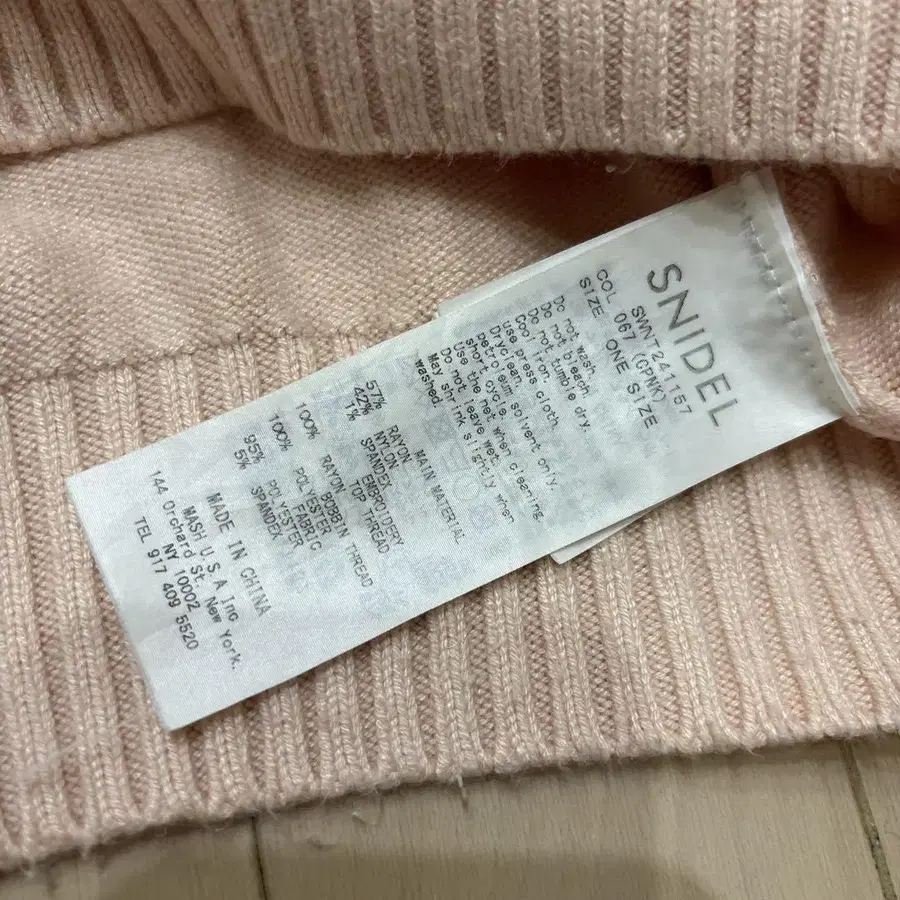 SNIDEL
SWNT241157
COL 067 (GPNK)
SIZE ONE SIZE
Do not wash.
Do not bleach.
Do not tumble dry.
Cool iron.
use press cloth.
Dryclean,
petroleum solvent only.
short cycle.
Use the net when cleaning.
Do not leave wet.
May shrink slightly when
washed.
MAIN MATERIAL
57% RAYON
42% NYLON
1% SPANDEX
EMBROIDERY
TOP THREAD
100% RAYON
BOBBIN THREAD
100% POLYESTER
FABRIC
95% POLYESTER
5% SPANDEX
MADE IN CHINA
MASH U.S.A Inc
144 Orchard St. New York.
NY 10002
TEL 917 409 5520